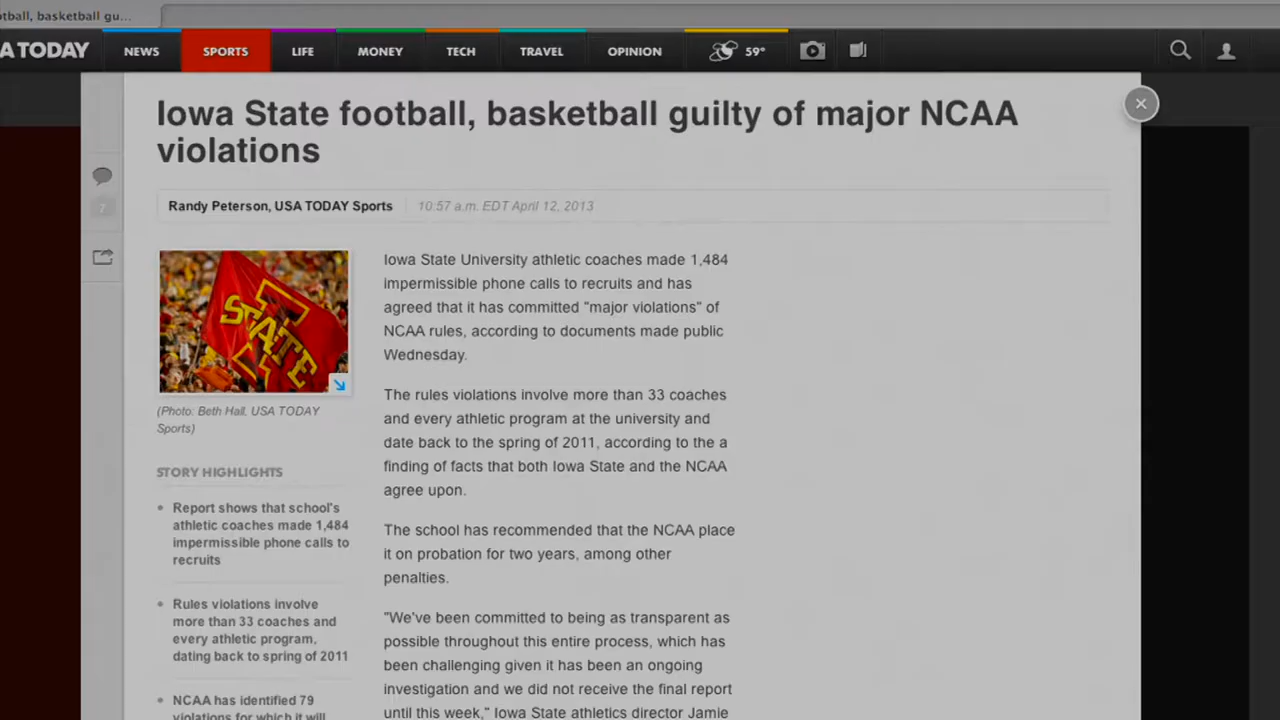 otball, basketball gu...
A TODAY
NEWS
SPORTS
LIFE
MONEY
TECH
TRAVEL
OPINION
59°
Iowa State football, basketball guilty of major NCAA
violations
7
Randy Peterson, USA TODAY Sports
10:57 a.m. EDT April 12, 2013
STATE
(Photo: Beth Hall, USA TODAY
Sports)
STORY HIGHLIGHTS
Report shows that school's
athletic coaches made 1,484
impermissible phone calls to
recruits
Rules violations involve
more than 33 coaches and
every athletic program,
dating back to spring of 2011
NCAA has identified 79
violations for which it will
Iowa State University athletic coaches made 1,484
impermissible phone calls to recruits and has
agreed that it has committed "major violations" of
NCAA rules, according to documents made public
Wednesday.
The rules violations involve more than 33 coaches
and every athletic program at the university and
date back to the spring of 2011, according to the a
finding of facts that both Iowa State and the NCAA
agree upon.
The school has recommended that the NCAA place
it on probation for two years, among other
penalties.
"We've been committed to being as transparent as
possible throughout this entire process, which has
been challenging given it has been an ongoing
investigation and we did not receive the final report
until this week," Iowa State athletics director Jamie